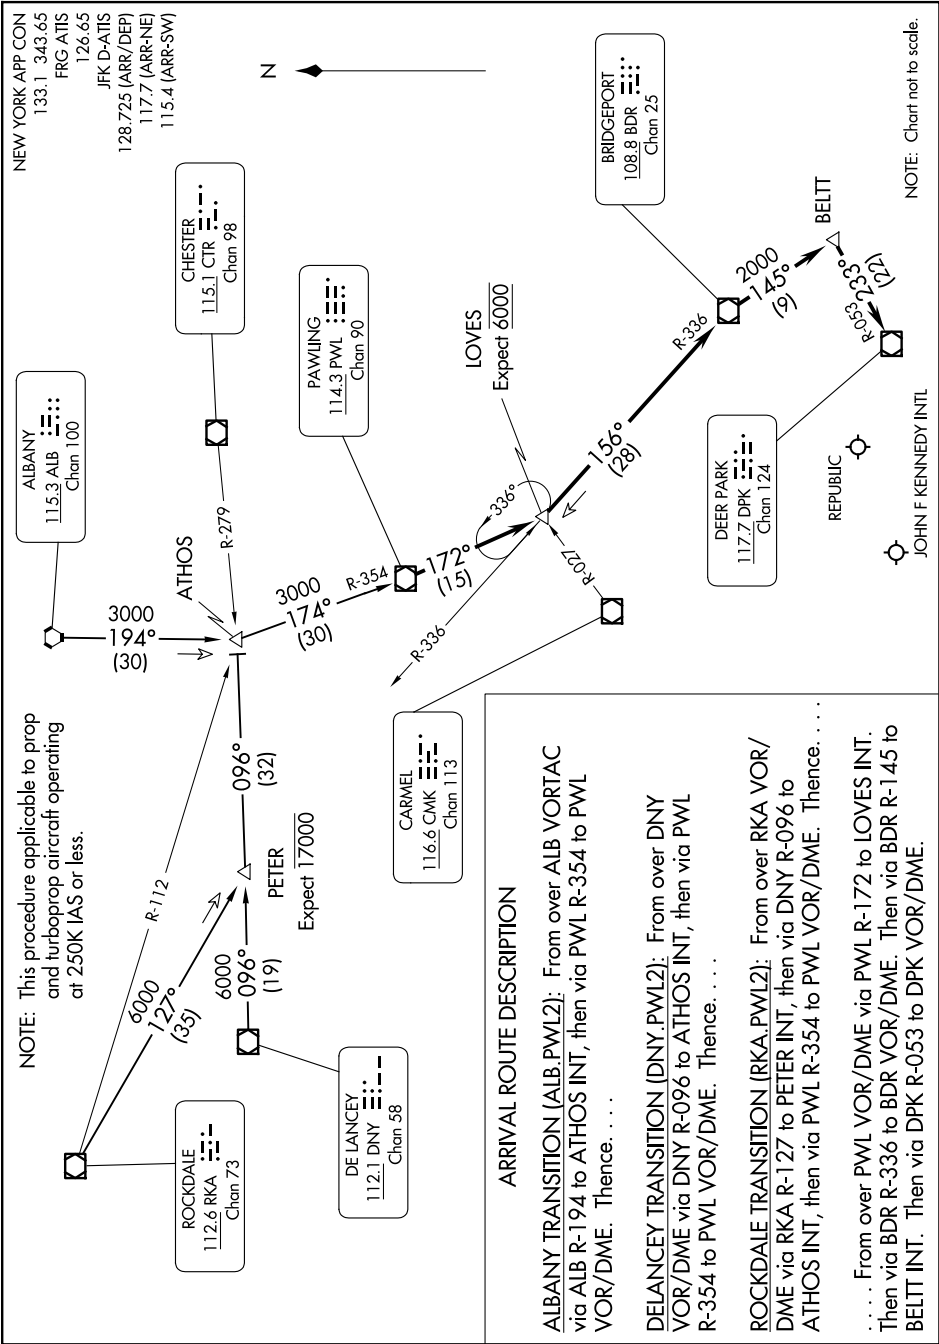 NEW YORK APP CON
133.1 343.65
FRG ATIS
126.65
JFK D-ATIS
128.725 (ARR/DEP)
117.7 (ARR-NE)
115.4 (ARR-SW)
NOTE: This procedure applicable to prop
and turboprop aircraft operating
at 250K IAS or less.
N
ALBANY
115.3 ALB
Chan 100
CHESTER
115.1 CTR
Chan 98
ROCKDALE
112.6 RKA
Chan 73
DE LANCEY
112.1 DNY
Chan 58
PAWLING
114.3 PWL
Chan 90
CARMEL
116.6 CMK
Chan 113
BRIDGEPORT
108.8 BDR
Chan 25
DEER PARK
117.7 DPK
Chan 124
3000
194°
(30)
ATHOS
R-279
R-112
6000
127°
(35)
6000
096°
(19)
PETER
Expect 17000
096°
(32)
3000
174°
(30)
R-354
172°
(15)
336°
R-336
R-027
LOVES
Expect 6000
156°
(28)
R-336
2000
145°
(9)
BELTT
R-053
233°
(22)
REPUBLIC
JOHN F KENNEDY INTL
NOTE: Chart not to scale.
ARRIVAL ROUTE DESCRIPTION
ALBANY TRANSITION (ALB.PWL2): From over ALB VORTAC
via ALB R-194 to ATHOS INT, then via PWL R-354 to PWL
VOR/DME. Thence. . . .
DELANCEY TRANSITION (DNY.PWL2): From over DNY
VOR/DME via DNY R-096 to ATHOS INT, then via PWL
R-354 to PWL VOR/DME. Thence. . . .
ROCKDALE TRANSITION (RKA.PWL2): From over RKA VOR/
DME via RKA R-127 to PETER INT, then via DNY R-096 to
ATHOS INT, then via PWL R-354 to PWL VOR/DME. Thence. . . .
. . . . From over PWL VOR/DME via PWL R-172 to LOVES INT.
Then via BDR R-336 to BDR VOR/DME. Then via BDR R-145 to
BELTT INT. Then via DPK R-053 to DPK VOR/DME.